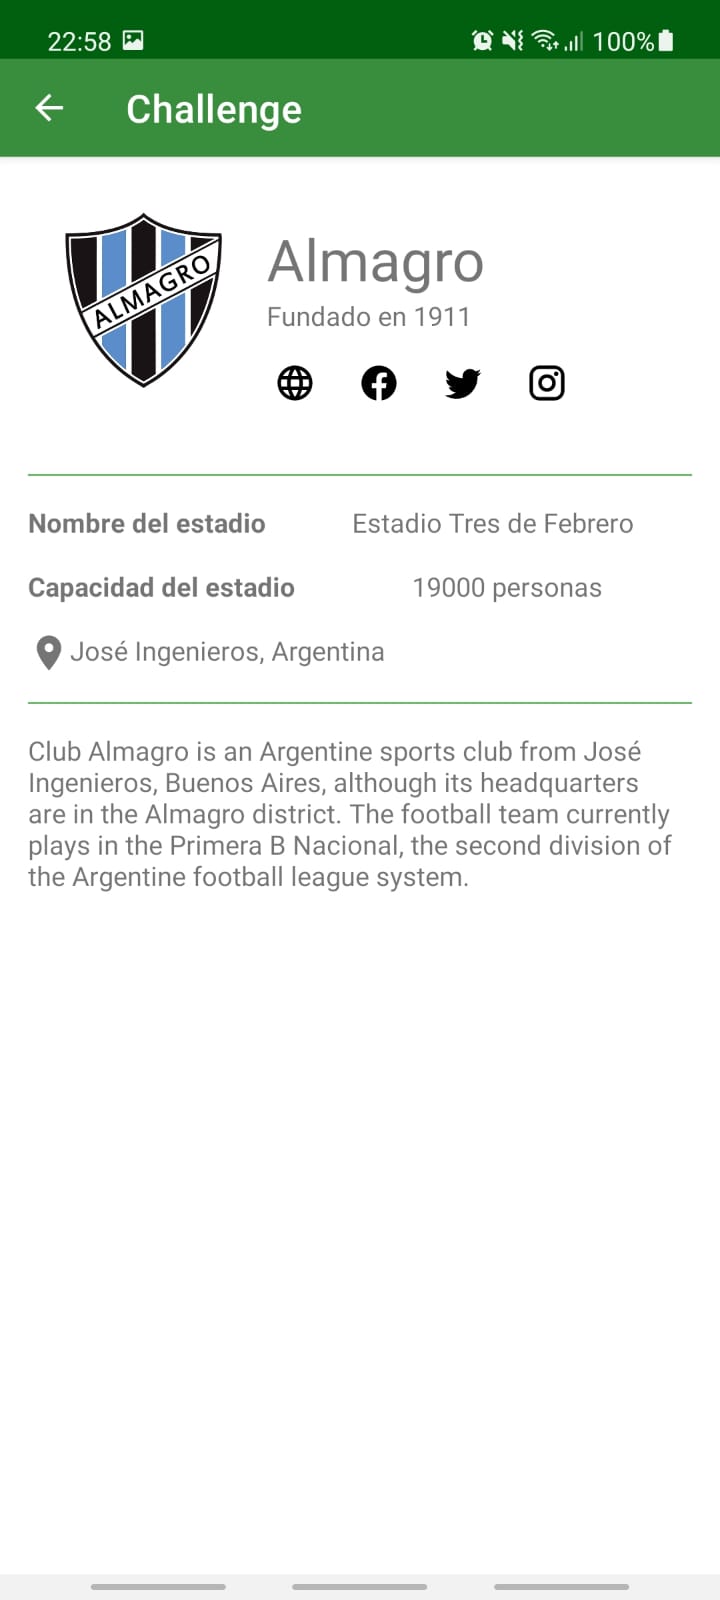 22:58
100%
Challenge
ALMAGRO
Almagro
Fundado en 1911
Nombre del estadio Estadio Tres de Febrero
Capacidad del estadio 19000 personas
José Ingenieros, Argentina
Club Almagro is an Argentine sports club from José
Ingenieros, Buenos Aires, although its headquarters
are in the Almagro district. The football team currently
plays in the Primera B Nacional, the second division of
the Argentine football league system.